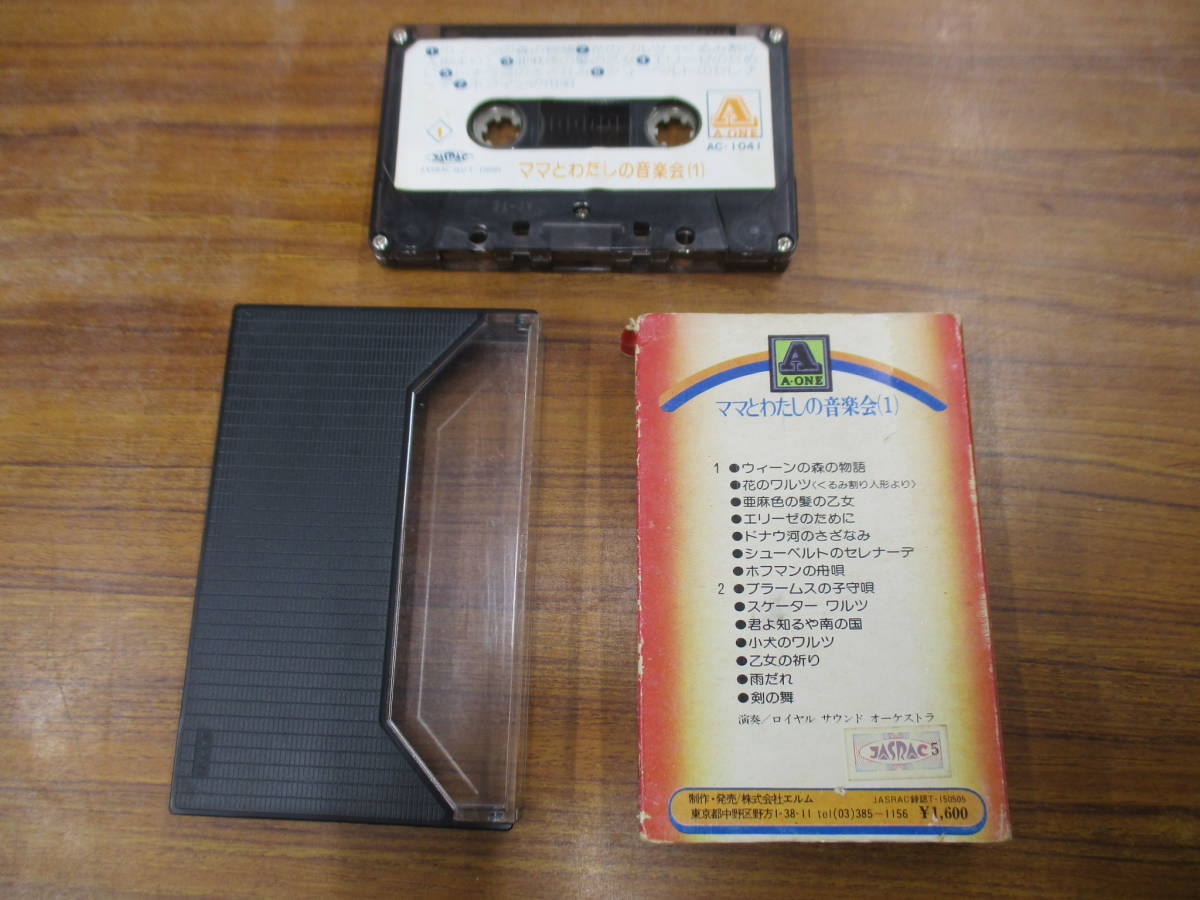 A-ONE
AC-1041
1
JASRAC
ママとわたしの音楽会(1)
A
A・ONE
ママとわたしの音楽会(1)
1 ●ウィーンの森の物語
●花のワルツ〈くるみ割り人形より〉
●亜麻色の髪の乙女
●エリーゼのために
●ドナウ河のさざなみ
●シューベルトのセレナーデ
●ホフマンの舟唄
2 ●ブラームスの子守唄
●スケーター ワルツ
●君よ知るや南の国
●小犬のワルツ
●乙女の祈り
●雨だれ
●剣の舞
演奏/ロイヤル サウンド オーケストラ
JASRAC 5
制作・発売/株式会社エルム JASRAC録認T-150505
東京都中野区野方1-38-11 tel(03)385-1156 ¥1,600